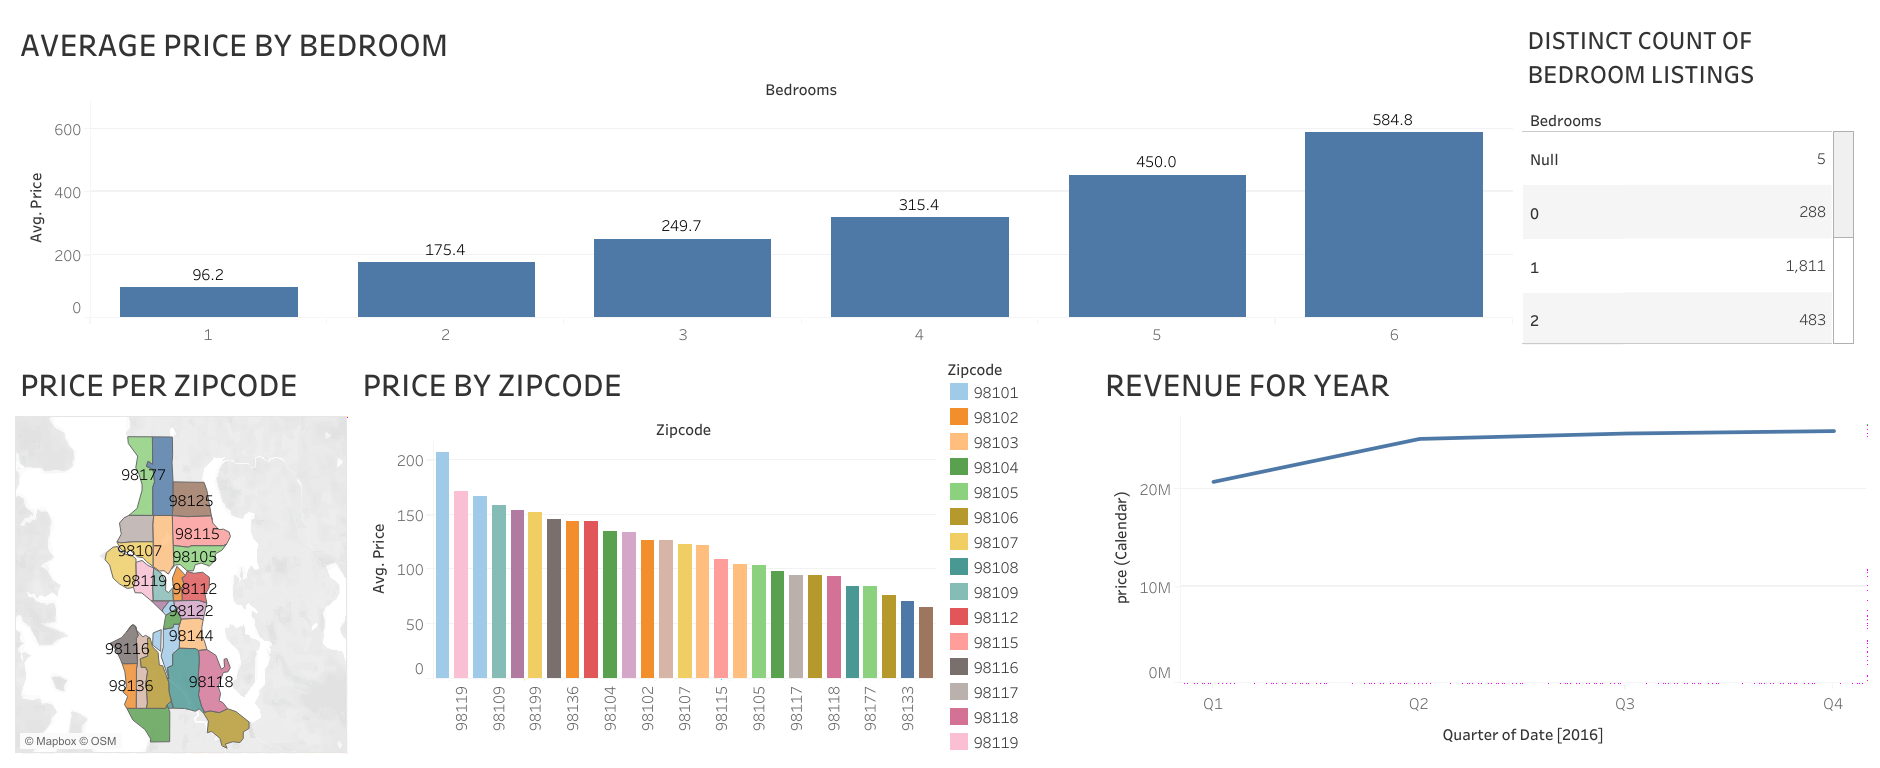 AVERAGE PRICE BY BEDROOM
Bedrooms
Avg. Price
600
400
200
0
96.2
175.4
249.7
315.4
450.0
584.8
1
2
3
4
5
6
DISTINCT COUNT OF
BEDROOM LISTINGS
Bedrooms
Null 5
0 288
1 1,811
2 483
PRICE PER ZIPCODE
98177
98125
98115
98107
98105
98119
98112
98122
98144
98116
98136
98118
© Mapbox © OSM
PRICE BY ZIPCODE
Zipcode
Avg. Price
200
150
100
50
0
98119
98109
98199
98136
98104
98102
98107
98115
98105
98117
98118
98177
98133
Zipcode
98101
98102
98103
98104
98105
98106
98107
98108
98109
98112
98115
98116
98117
98118
98119
REVENUE FOR YEAR
price (Calendar)
20M
10M
0M
Q1
Q2
Q3
Q4
Quarter of Date [2016]